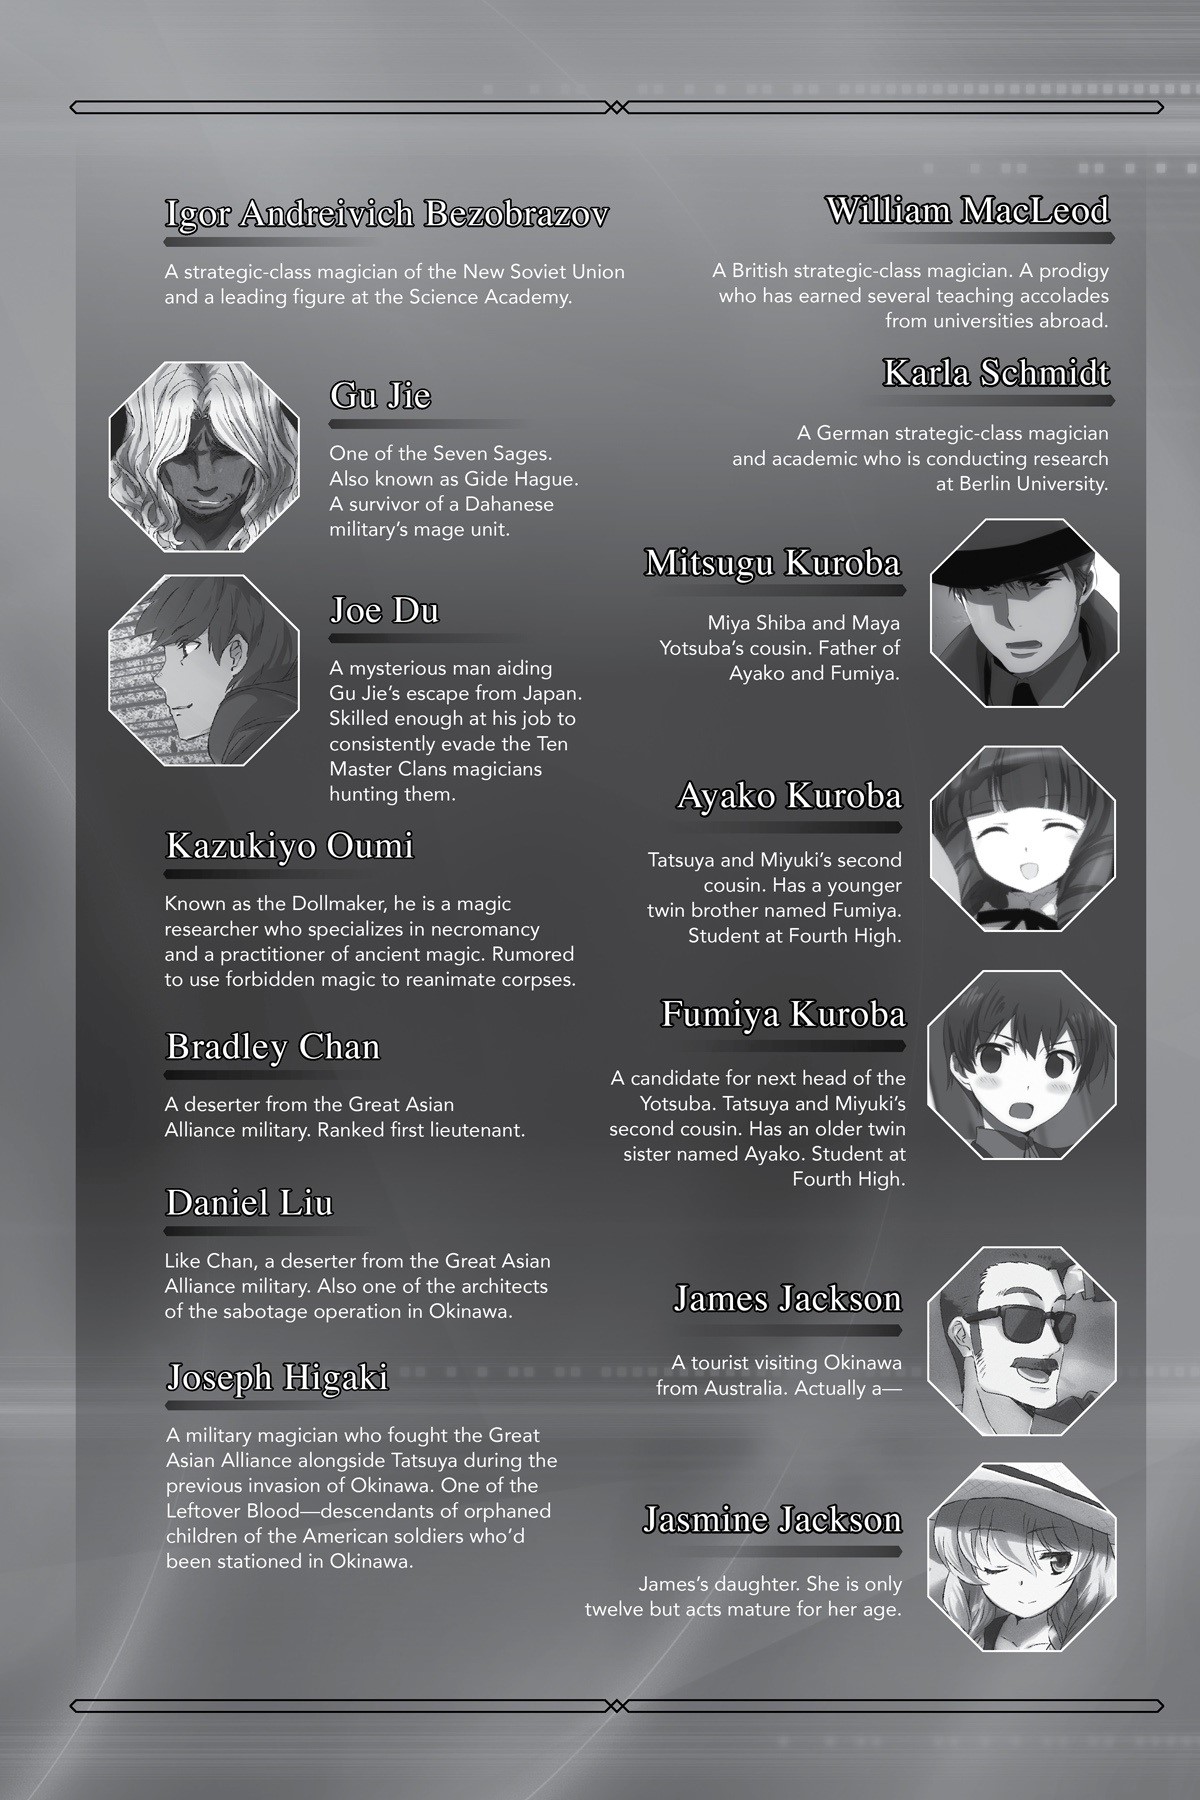 Igor Andreivich Bezobrazov
A strategic-class magician of the New Soviet Union
and a leading figure at the Science Academy.
Gu Jie
One of the Seven Sages.
Also known as Gide Hague.
A survivor of a Dahanese
military’s mage unit.
Joe Du
A mysterious man aiding
Gu Jie’s escape from Japan.
Skilled enough at his job to
consistently evade the Ten
Master Clans magicians
hunting them.
Kazukiyo Oumi
Known as the Dollmaker, he is a magic
researcher who specializes in necromancy
and a practitioner of ancient magic. Rumored
to use forbidden magic to reanimate corpses.
Bradley Chan
A deserter from the Great Asian
Alliance military. Ranked first lieutenant.
Daniel Liu
Like Chan, a deserter from the Great Asian
Alliance military. Also one of the architects
of the sabotage operation in Okinawa.
Joseph Higaki
A military magician who fought the Great
Asian Alliance alongside Tatsuya during the
previous invasion of Okinawa. One of the
Leftover Blood—descendants of orphaned
children of the American soldiers who’d
been stationed in Okinawa.
William MacLeod
A British strategic-class magician. A prodigy
who has earned several teaching accolades
from universities abroad.
Karla Schmidt
A German strategic-class magician
and academic who is conducting research
at Berlin University.
Mitsugu Kuroba
Miya Shiba and Maya
Yotsuba’s cousin. Father of
Ayako and Fumiya.
Ayako Kuroba
Tatsuya and Miyuki’s second
cousin. Has a younger
twin brother named Fumiya.
Student at Fourth High.
Fumiya Kuroba
A candidate for next head of the
Yotsuba. Tatsuya and Miyuki’s
second cousin. Has an older twin
sister named Ayako. Student at
Fourth High.
James Jackson
A tourist visiting Okinawa
from Australia. Actually a—
Jasmine Jackson
James’s daughter. She is only
twelve but acts mature for her age.